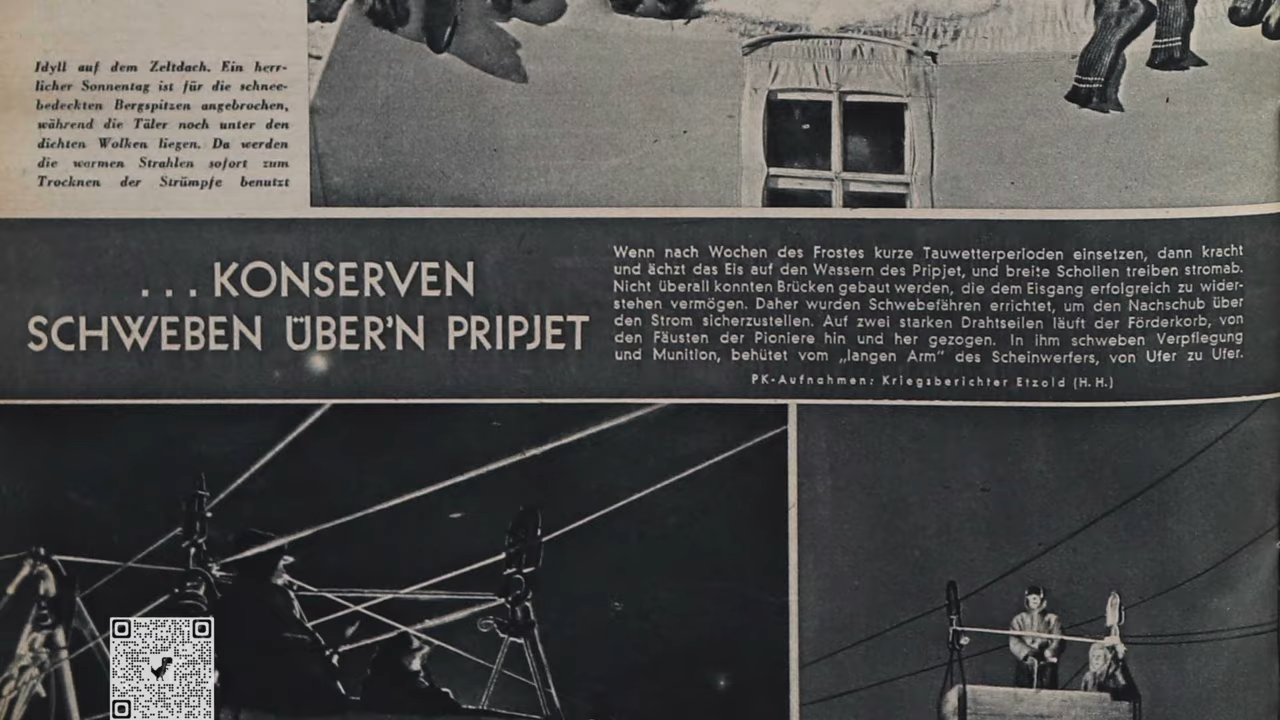 Idyll auf dem Zeltdach. Ein herr-
licher Sonnentag ist für die schnee-
bedeckten Bergspitzen angebrochen,
während die Täler noch unter den
dichten Wolken liegen. Da werden
die warmen Strahlen sofort zum
Trocknen der Strümpfe benutzt
...KONSERVEN
SCHWEBEN ÜBER'N PRIPJET
Wenn nach Wochen des Frostes kurze Tauwetterperioden einsetzen, dann kracht
und ächzt das Eis auf den Wassern des Pripjet, und breite Schollen treiben stromab.
Nicht überall konnten Brücken gebaut werden, die dem Eisgang erfolgreich zu wider-
stehen vermögen. Daher wurden Schwebefähren errichtet, um den Nachschub über
den Strom sicherzustellen. Auf zwei starken Drahtseilen läuft der Förderkorb, von
den Fäusten der Pioniere hin und her gezogen. In ihm schweben Verpflegung
und Munition, behütet vom „langen Arm" des Scheinwerfers, von Ufer zu Ufer.
PK-Aufnahmen: Kriegsberichter Etzold (H. H.)